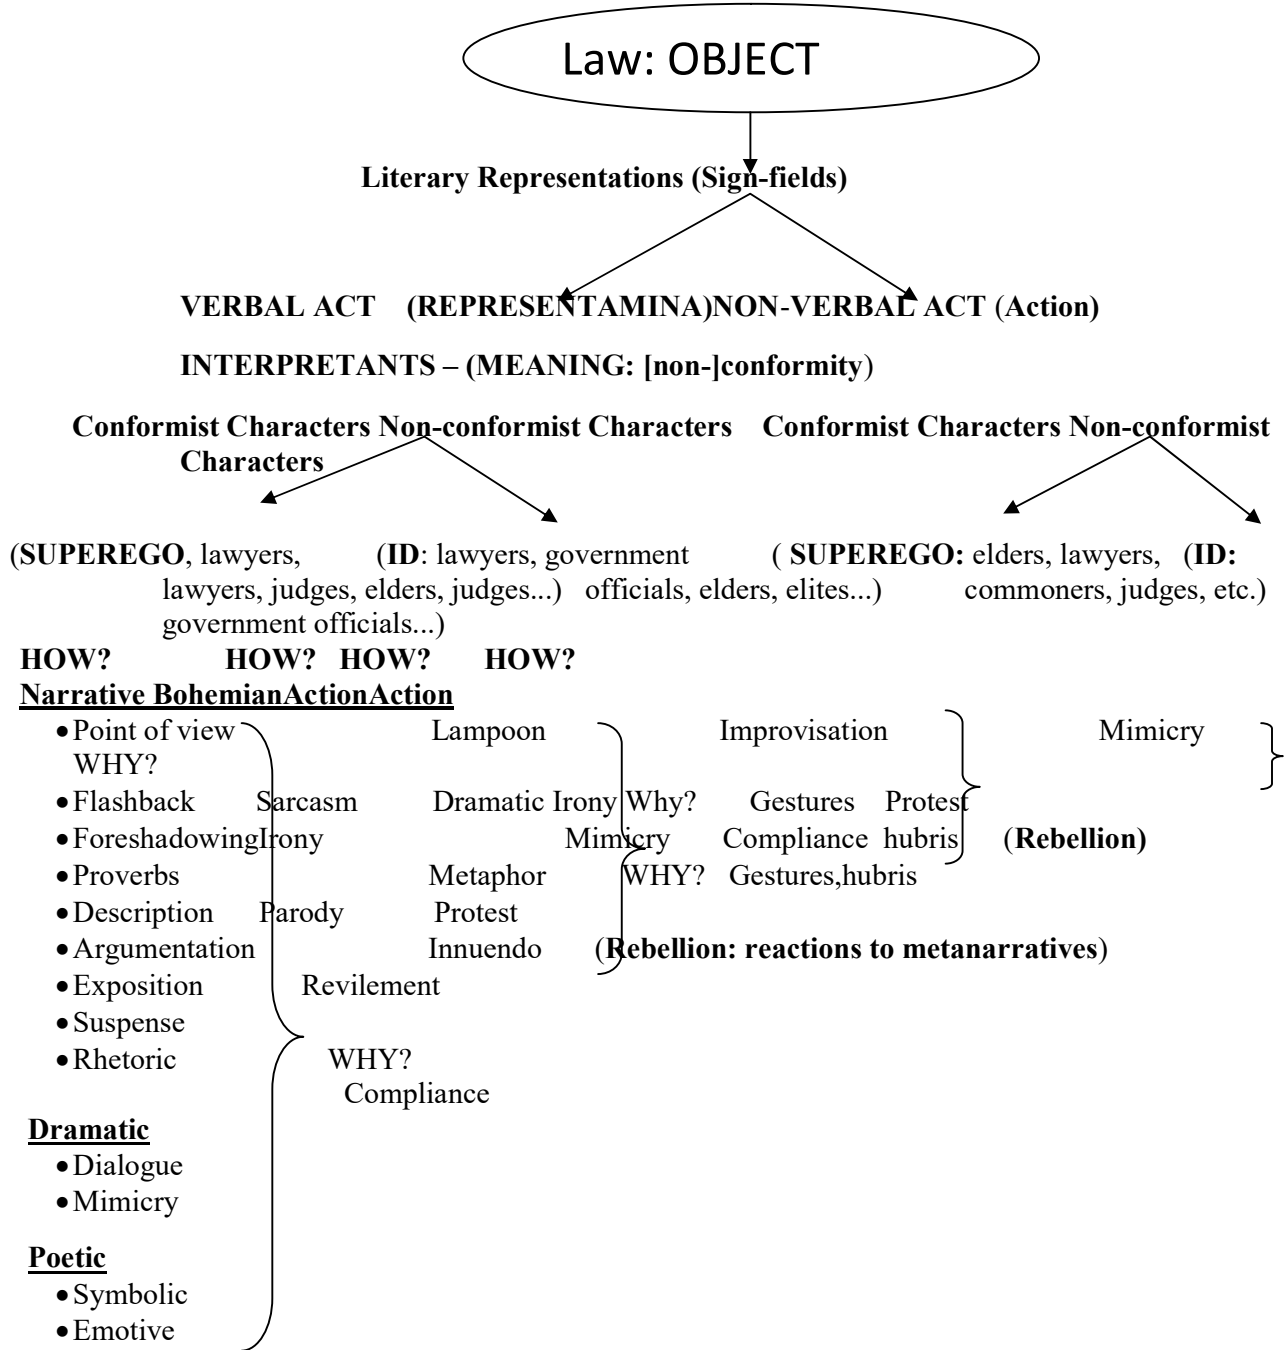 Law: OBJECT
Literary Representations (Sign-fields)
VERBAL ACT (REPRESENTAMINA)NON-VERBAL ACT (Action)
INTERPRETANTS – (MEANING: [non-]conformity)
Conformist Characters Non-conformist Characters Conformist Characters Non-conformist
Characters
(SUPEREGO, lawyers, (ID: lawyers, government ( SUPEREGO: elders, lawyers, (ID:
lawyers, judges, elders, judges...) officials, elders, elites...) commoners, judges, etc.)
government officials...)
HOW? HOW? HOW? HOW?
Narrative BohemianActionAction
•Point of view Lampoon Improvisation Mimicry
WHY?
•Flashback Sarcasm Dramatic Irony Why? Gestures Protest
•ForeshadowingIrony Mimicry Compliance hubris (Rebellion)
•Proverbs Metaphor WHY? Gestures,hubris
•Description Parody Protest
•Argumentation Innuendo (Rebellion: reactions to metanarratives)
•Exposition Revilement
•Suspense
•Rhetoric WHY?
Compliance
Dramatic
•Dialogue
•Mimicry
Poetic
•Symbolic
•Emotive